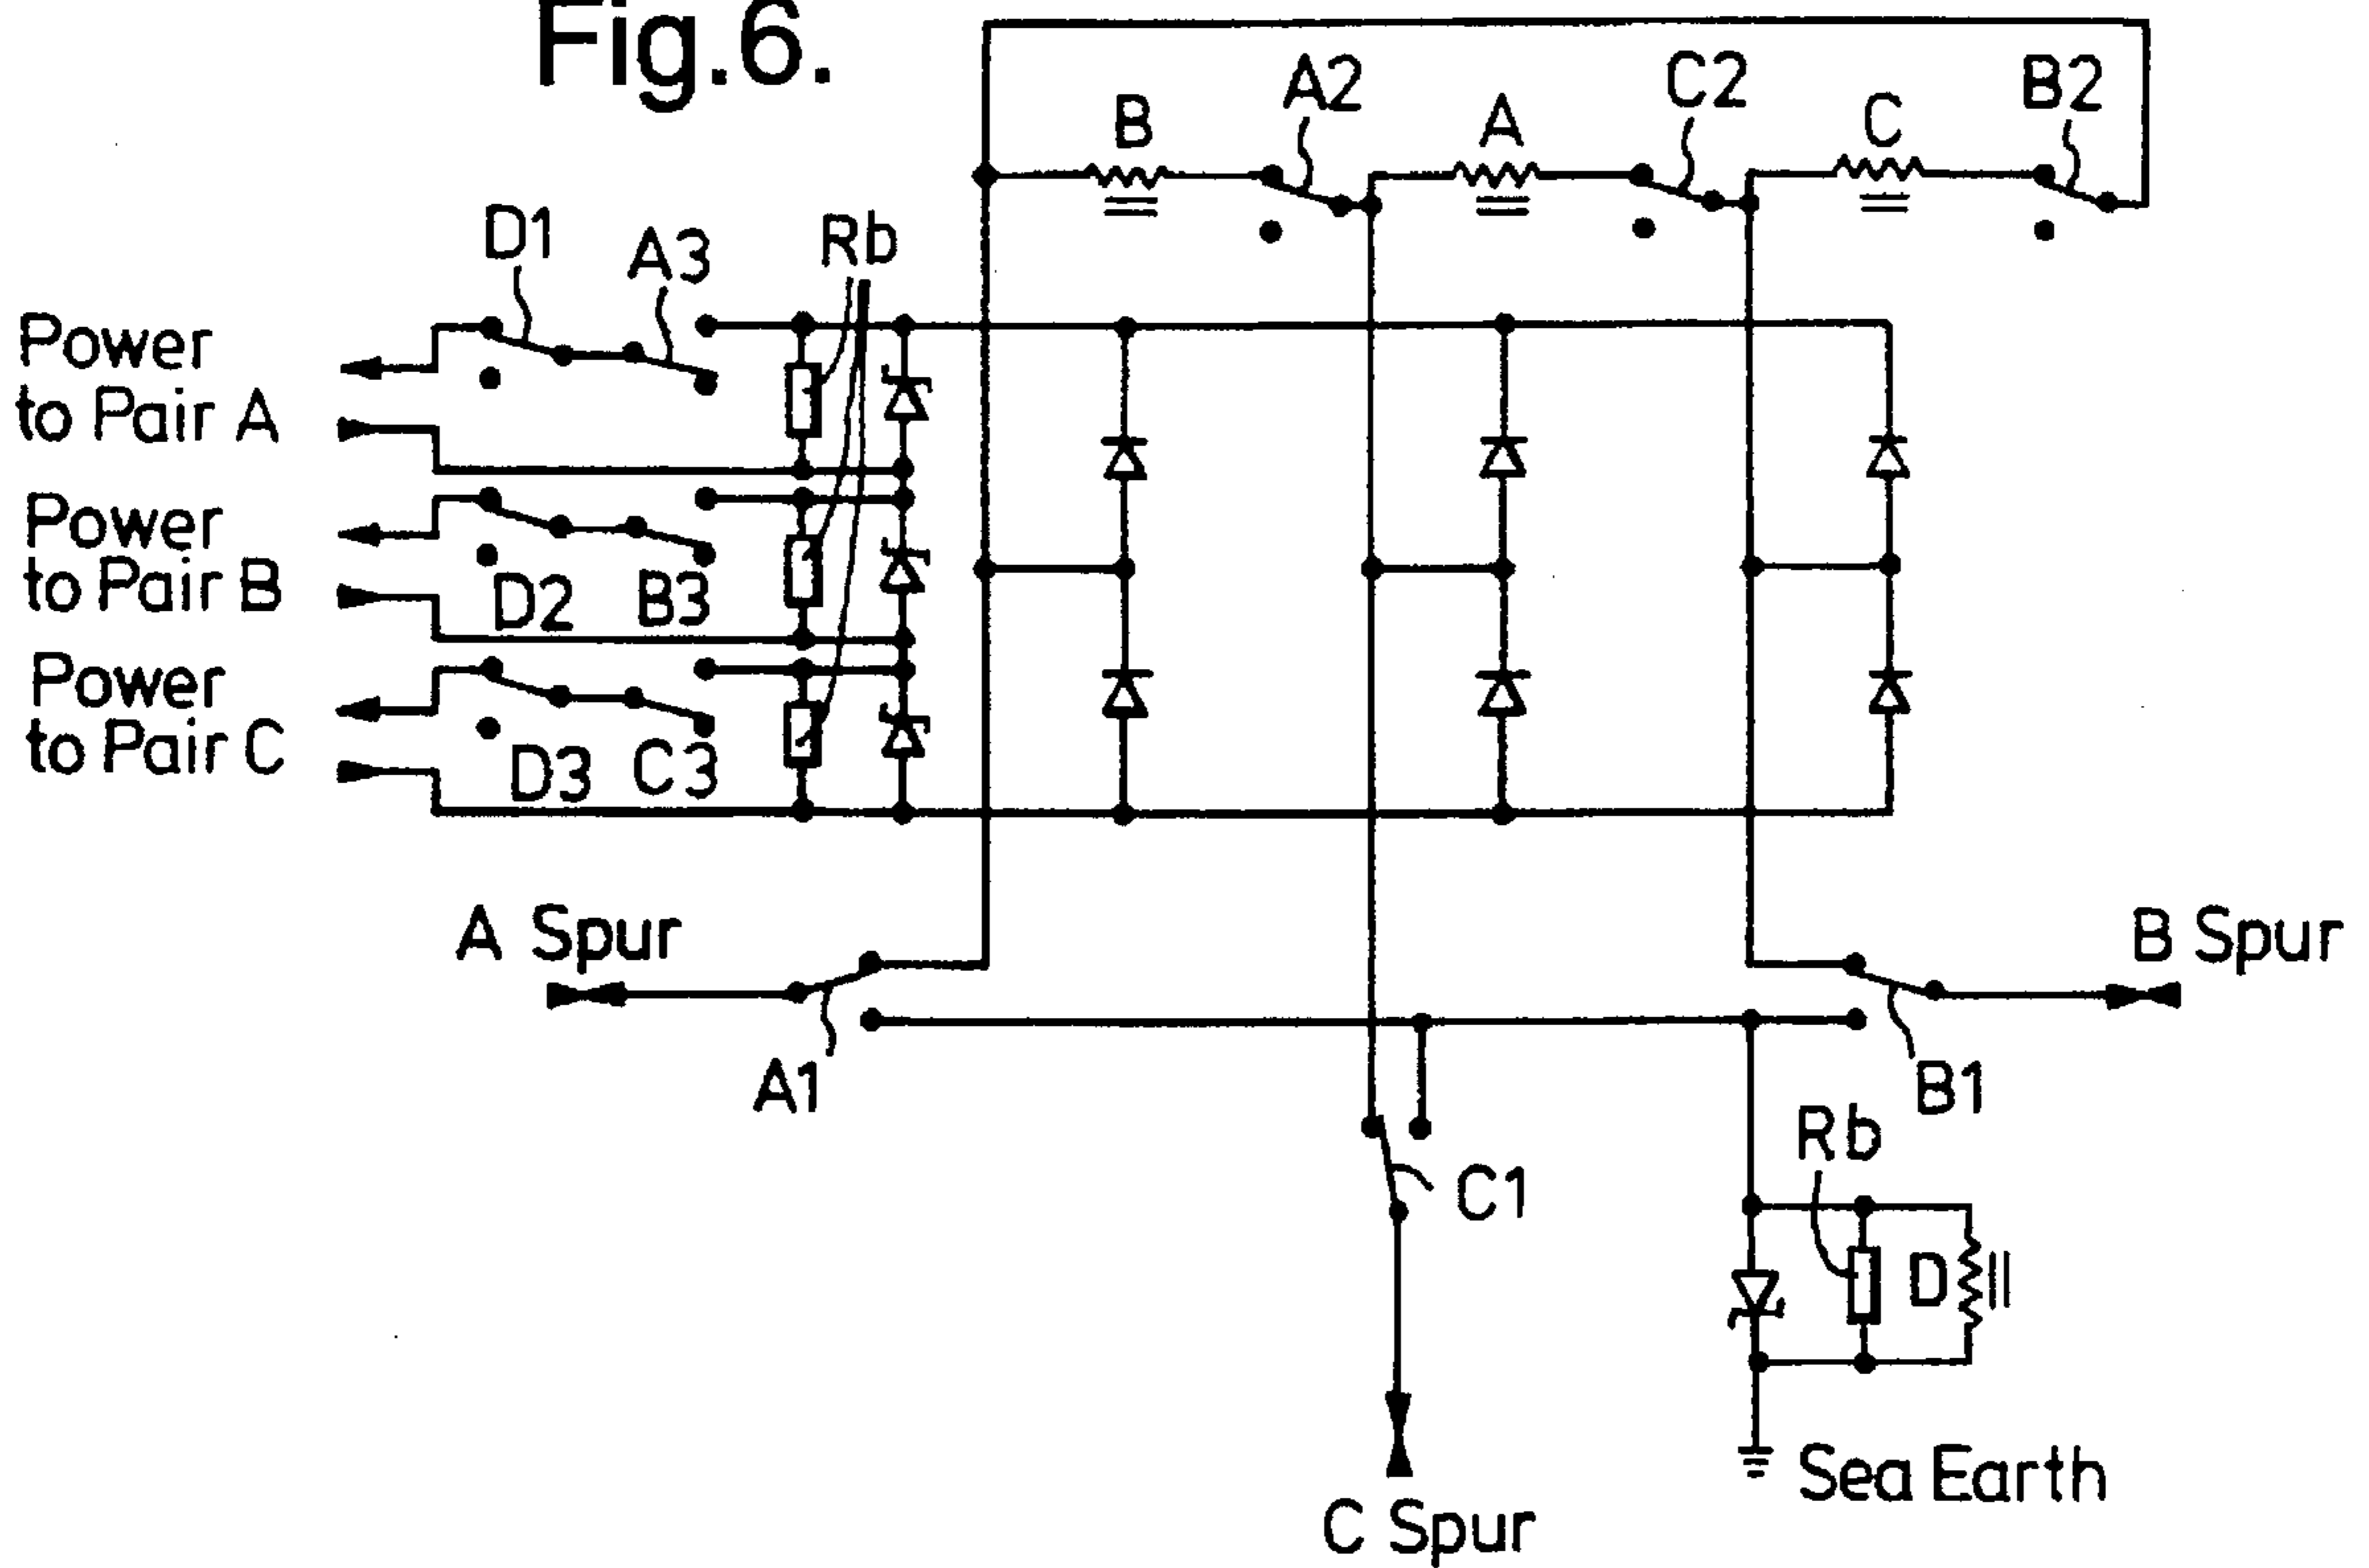 Fig.6.
B
A2
A
C2
C
B2
D1
A3
Rb
Power
to Pair A
Power
to Pair B
D2
B3
Power
to Pair C
D3
C3
A Spur
B Spur
A1
B1
Rb
C1
D
Sea Earth
C Spur